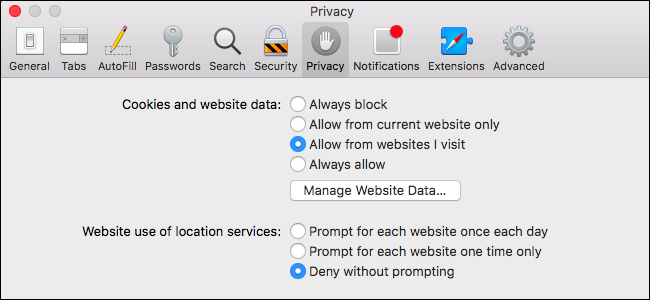 Privacy
General Tabs AutoFill Passwords Search Security Privacy Notifications Extensions Advanced
Cookies and website data: Always block
Allow from current website only
Allow from websites I visit
Always allow
Manage Website Data...
Website use of location services: Prompt for each website once each day
Prompt for each website one time only
Deny without prompting